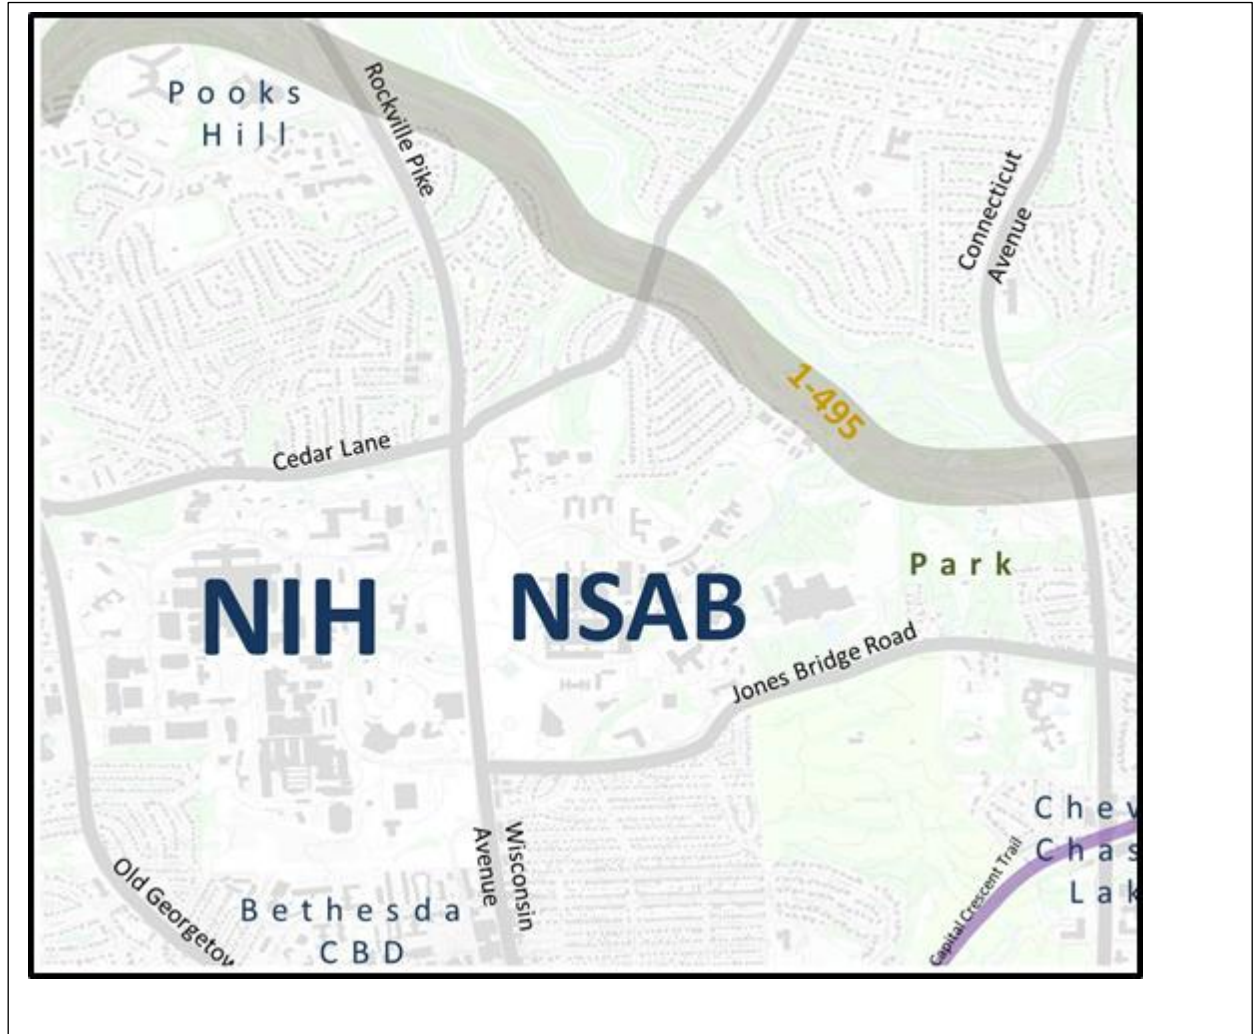 Pooks
Hill
Rockville Pike
Connecticut
Avenue
1-495
Cedar Lane
Park
NIH
NSAB
Jones Bridge Road
Chev
Chas
Lak
Capital Crescent Trail
Wisconsin
Avenue
Old Georgetov
Bethesda
CBD